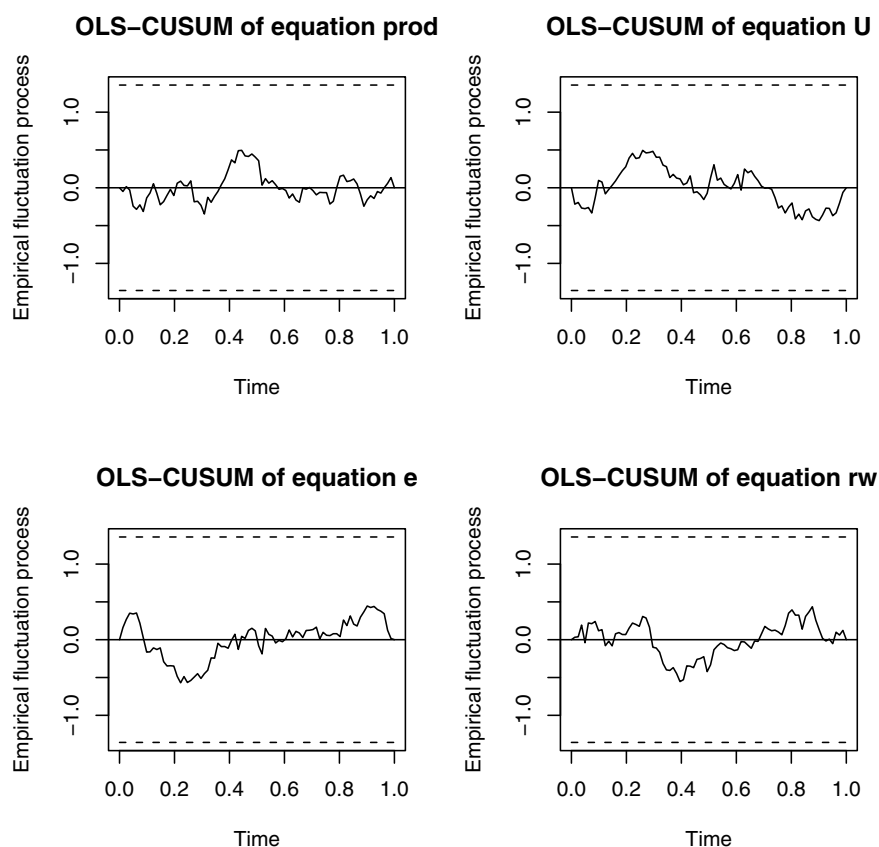 OLS−CUSUM of equation prod
Empirical fluctuation process
1.0
0.0
−1.0
0.0 0.2 0.4 0.6 0.8 1.0
Time
OLS−CUSUM of equation U
Empirical fluctuation process
1.0
0.0
−1.0
0.0 0.2 0.4 0.6 0.8 1.0
Time
OLS−CUSUM of equation e
Empirical fluctuation process
1.0
0.0
−1.0
0.0 0.2 0.4 0.6 0.8 1.0
Time
OLS−CUSUM of equation rw
Empirical fluctuation process
1.0
0.0
−1.0
0.0 0.2 0.4 0.6 0.8 1.0
Time